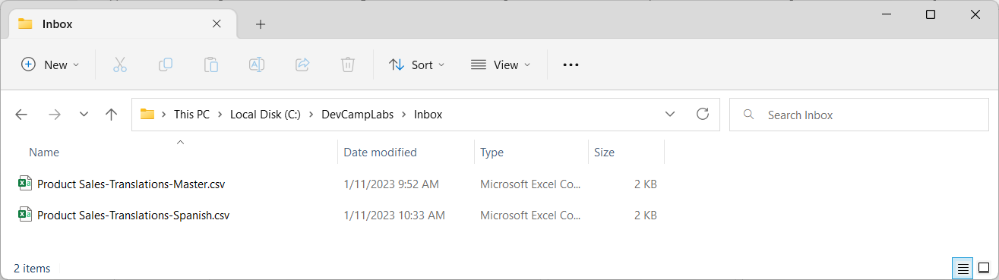 Inbox
New Sort View
This PC Local Disk (C:) DevCampLabs Inbox Search Inbox
Name Date modified Type Size
Product Sales-Translations-Master.csv 1/11/2023 9:52 AM Microsoft Excel Co... 2 KB
Product Sales-Translations-Spanish.csv 1/11/2023 10:33 AM Microsoft Excel Co... 2 KB
2 items